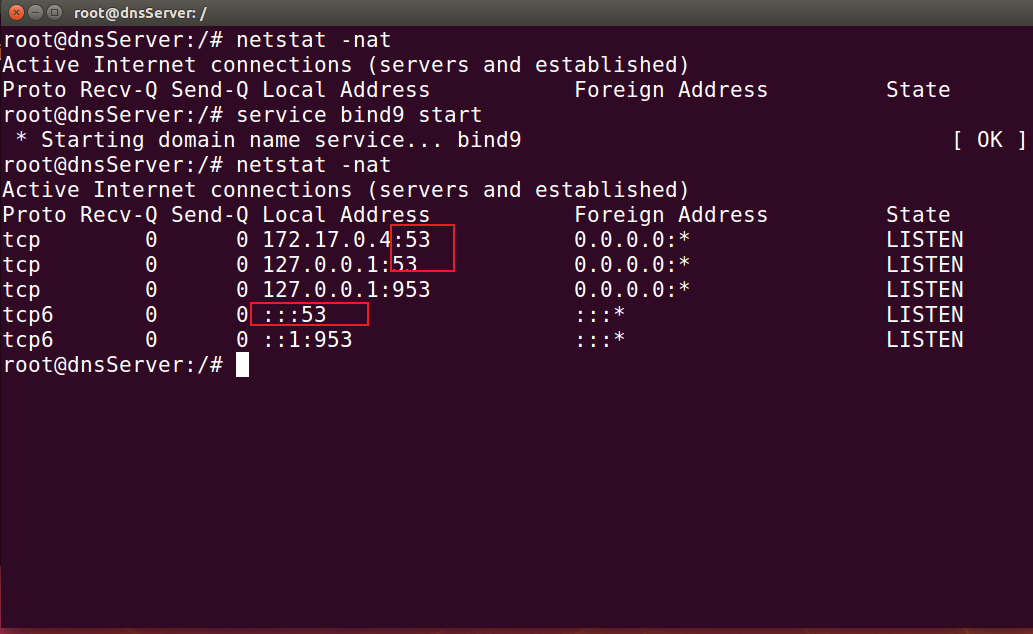 root@dnsServer: /
root@dnsServer:/# netstat -nat
Active Internet connections (servers and established)
Proto Recv-Q Send-Q Local Address           Foreign Address         State
root@dnsServer:/# service bind9 start
 * Starting domain name service... bind9                                 [ OK ]
root@dnsServer:/# netstat -nat
Active Internet connections (servers and established)
Proto Recv-Q Send-Q Local Address           Foreign Address         State
tcp        0      0 172.17.0.4:53           0.0.0.0:*               LISTEN
tcp        0      0 127.0.0.1:53            0.0.0.0:*               LISTEN
tcp        0      0 127.0.0.1:953           0.0.0.0:*               LISTEN
tcp6       0      0 :::53                   :::*                    LISTEN
tcp6       0      0 ::1:953                 :::*                    LISTEN
root@dnsServer:/#